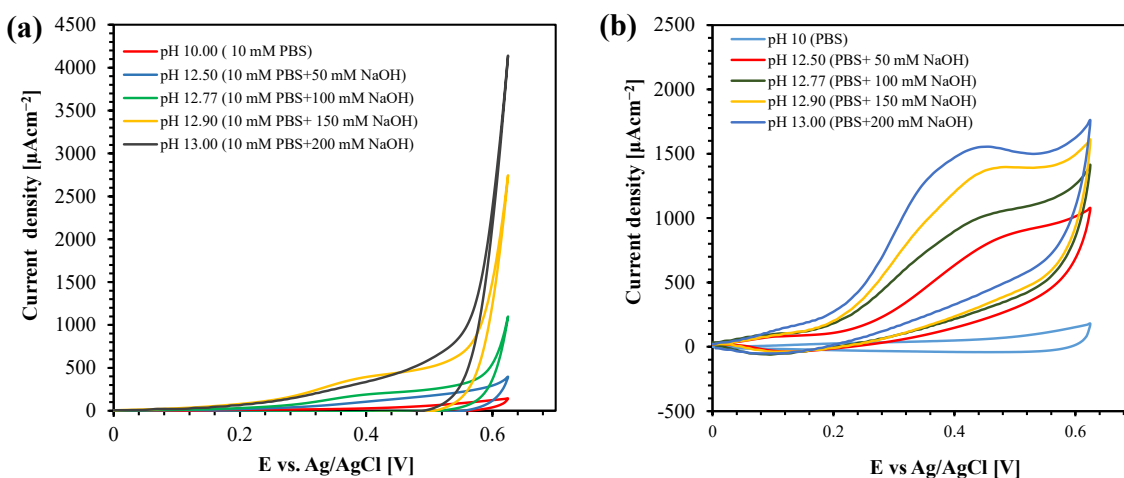 (a)
4500
4000
3500
3000
2500
2000
1500
1000
500
0
Current density [µAcm−2]
pH 10.00 ( 10 mM PBS)
pH 12.50 (10 mM PBS+50 mM NaOH)
pH 12.77 (10 mM PBS+100 mM NaOH)
pH 12.90 (10 mM PBS+ 150 mM NaOH)
pH 13.00 (10 mM PBS+200 mM NaOH)
0 0.2 0.4 0.6
E vs. Ag/AgCl [V]
(b)
2500
2000
1500
1000
500
0
-500
Current density [µAcm−2]
pH 10 (PBS)
pH 12.50 (PBS+ 50 mM NaOH)
pH 12.77 (PBS+ 100 mM NaOH)
pH 12.90 (PBS+ 150 mM NaOH)
pH 13.00 (PBS+200 mM NaOH)
0 0.2 0.4 0.6
E vs Ag/AgCl [V]